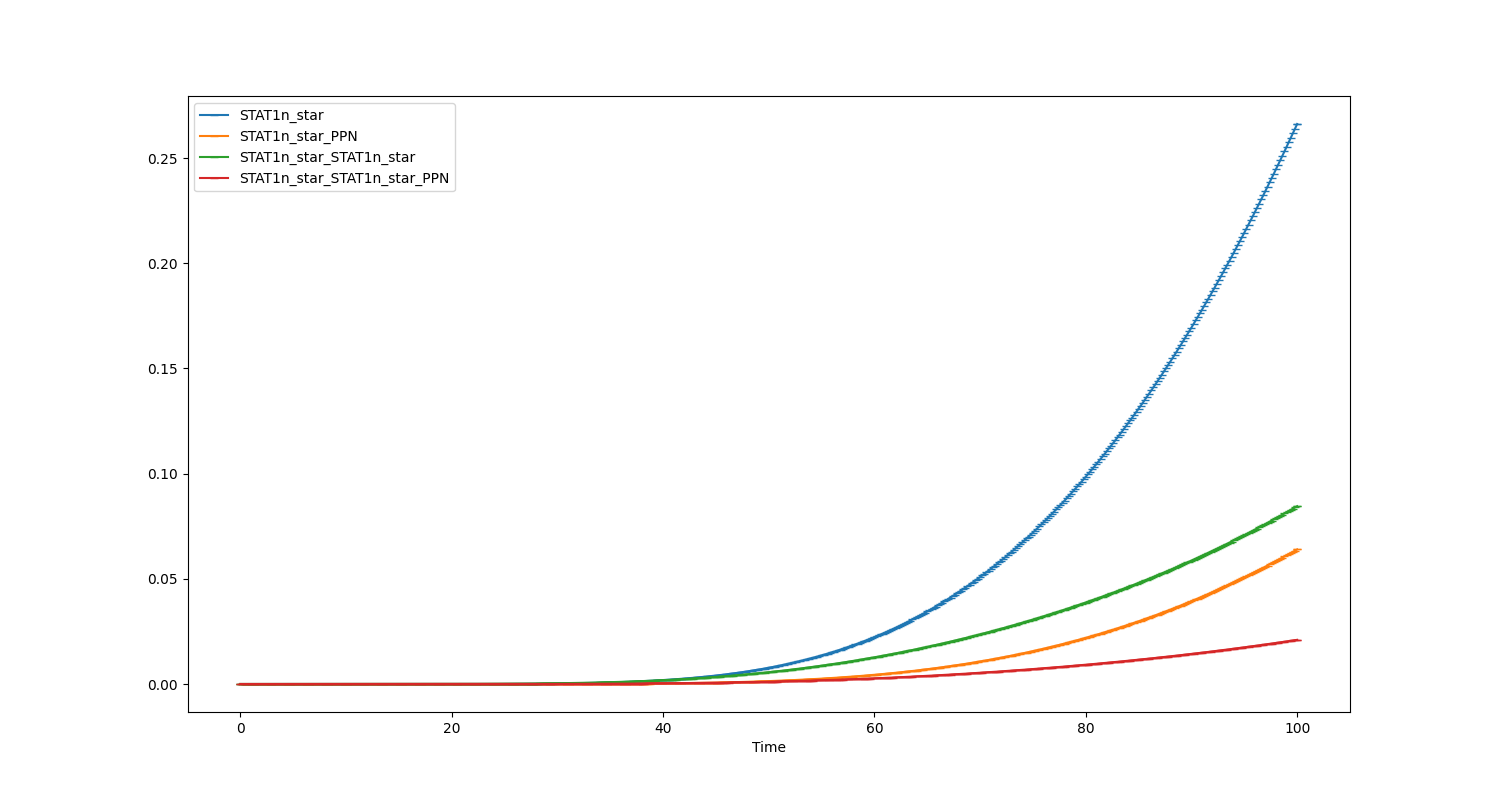 STAT1n_star
STAT1n_star_PPN
STAT1n_star_STAT1n_star
STAT1n_star_STAT1n_star_PPN
0.25
0.20
0.15
0.10
0.05
0.00
0 20 40 60 80 100
Time